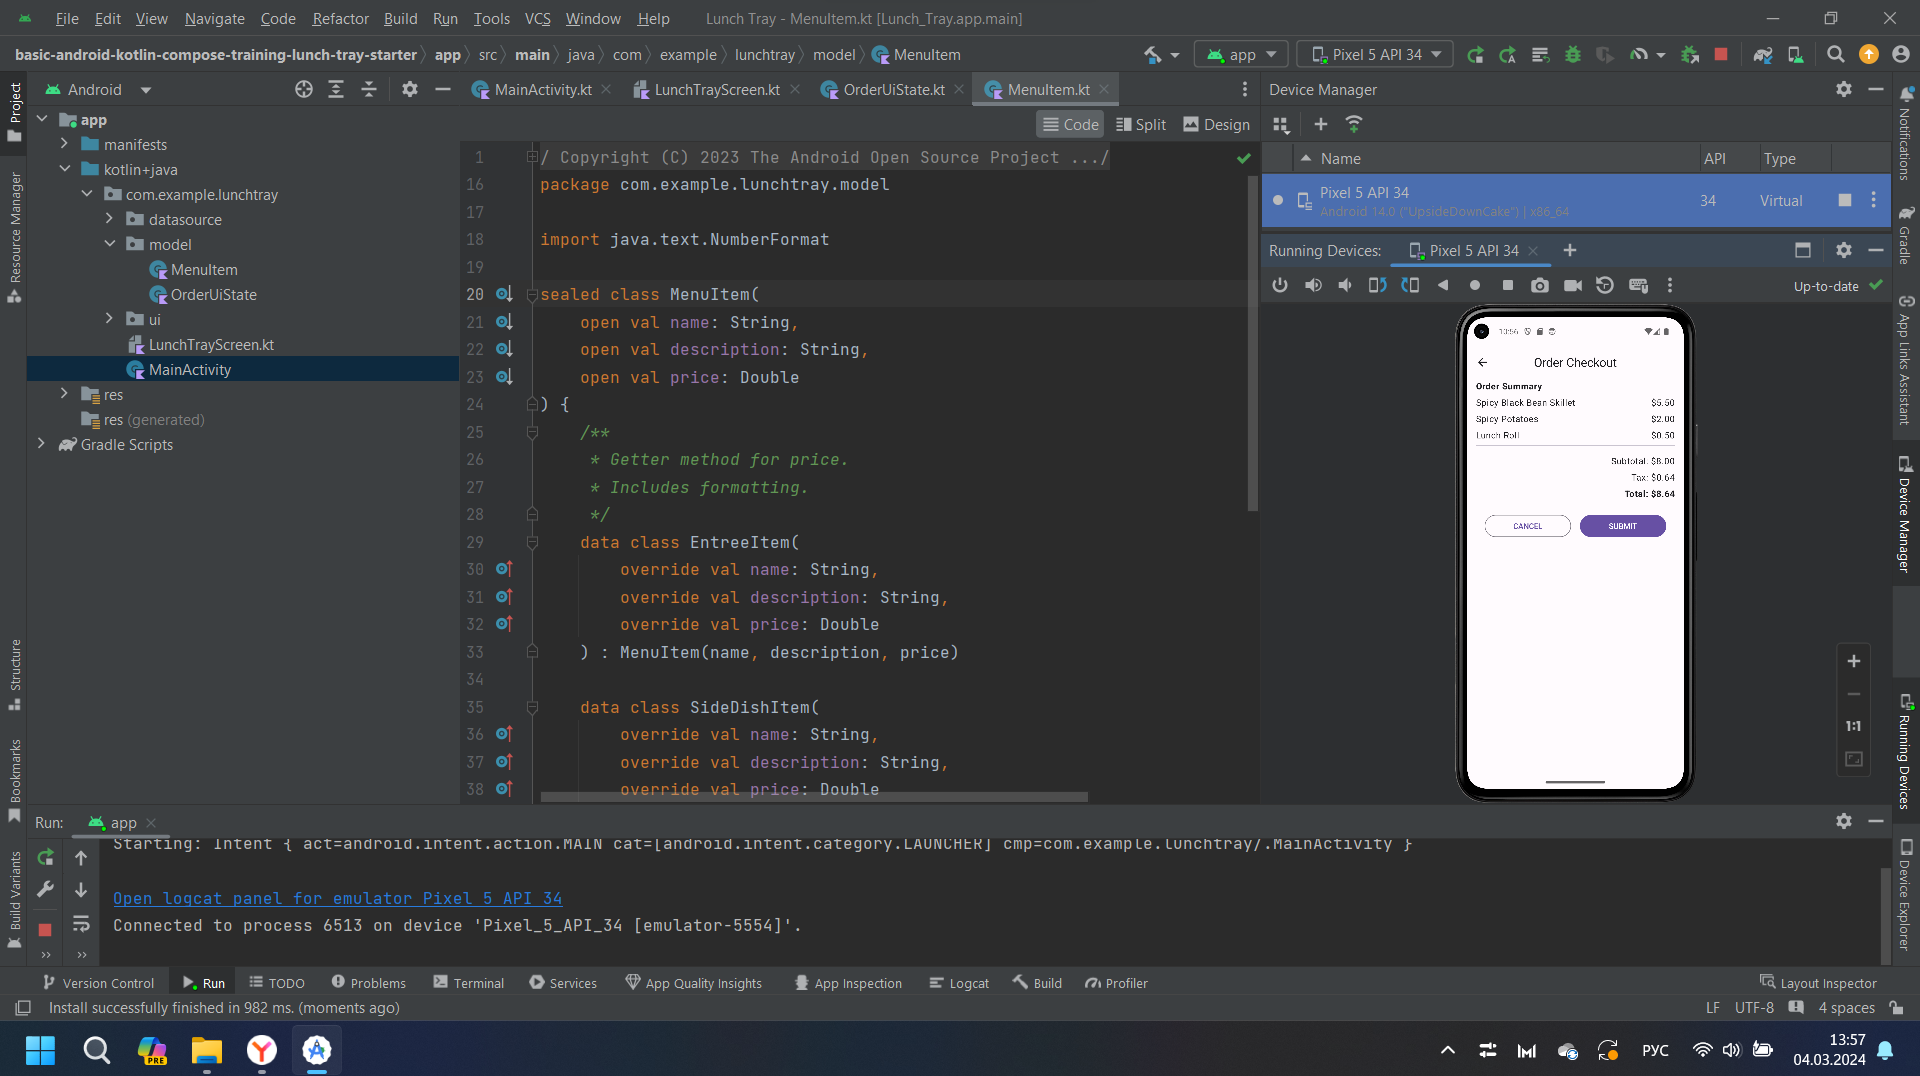 File Edit View Navigate Code Refactor Build Run Tools VCS Window Help Lunch Tray - MenuItem.kt [Lunch_Tray.app.main]
basic-android-kotlin-compose-training-lunch-tray-starter app src main java com example lunchtray model MenuItem app Pixel 5 API 34
Project
Resource Manager
Structure
Bookmarks
Build Variants
Android
app
manifests
kotlin+java
com.example.lunchtray
datasource
model
MenuItem
OrderUiState
ui
LunchTrayScreen.kt
MainActivity
res
res (generated)
Gradle Scripts
MainActivity.kt LunchTrayScreen.kt OrderUiState.kt MenuItem.kt
Code Split Design
1 / Copyright (C) 2023 The Android Open Source Project .../
16 package com.example.lunchtray.model
17
18 import java.text.NumberFormat
19
20 sealed class MenuItem(
21 open val name: String,
22 open val description: String,
23 open val price: Double
24 ) {
25 /**
26 * Getter method for price.
27 * Includes formatting.
28 */
29 data class EntreeItem(
30 override val name: String,
31 override val description: String,
32 override val price: Double
33 ) : MenuItem(name, description, price)
34
35 data class SideDishItem(
36 override val name: String,
37 override val description: String,
38 override val price: Double
Device Manager
Name API Type
Pixel 5 API 34 34 Virtual
Android 14.0 ("UpsideDownCake") | x86_64
Running Devices: Pixel 5 API 34
Up-to-date
10:56
Order Checkout
Order Summary
Spicy Black Bean Skillet $5.50
Spicy Potatoes $2.00
Lunch Roll $0.50
Subtotal: $8.00
Tax: $0.64
Total: $8.64
CANCEL SUBMIT
1:1
Notifications
Gradle
App Links Assistant
Device Manager
Running Devices
Device Explorer
Run: app
Starting: Intent { act=android.intent.action.MAIN cat=[android.intent.category.LAUNCHER] cmp=com.example.lunchtray/.MainActivity }
Open logcat panel for emulator Pixel 5 API 34
Connected to process 6513 on device 'Pixel_5_API_34 [emulator-5554]'.
Version Control Run TODO Problems Terminal Services App Quality Insights App Inspection Logcat Build Profiler Layout Inspector
Install successfully finished in 982 ms. (moments ago) LF UTF-8 4 spaces
PRE
РУС
13:57
04.03.2024